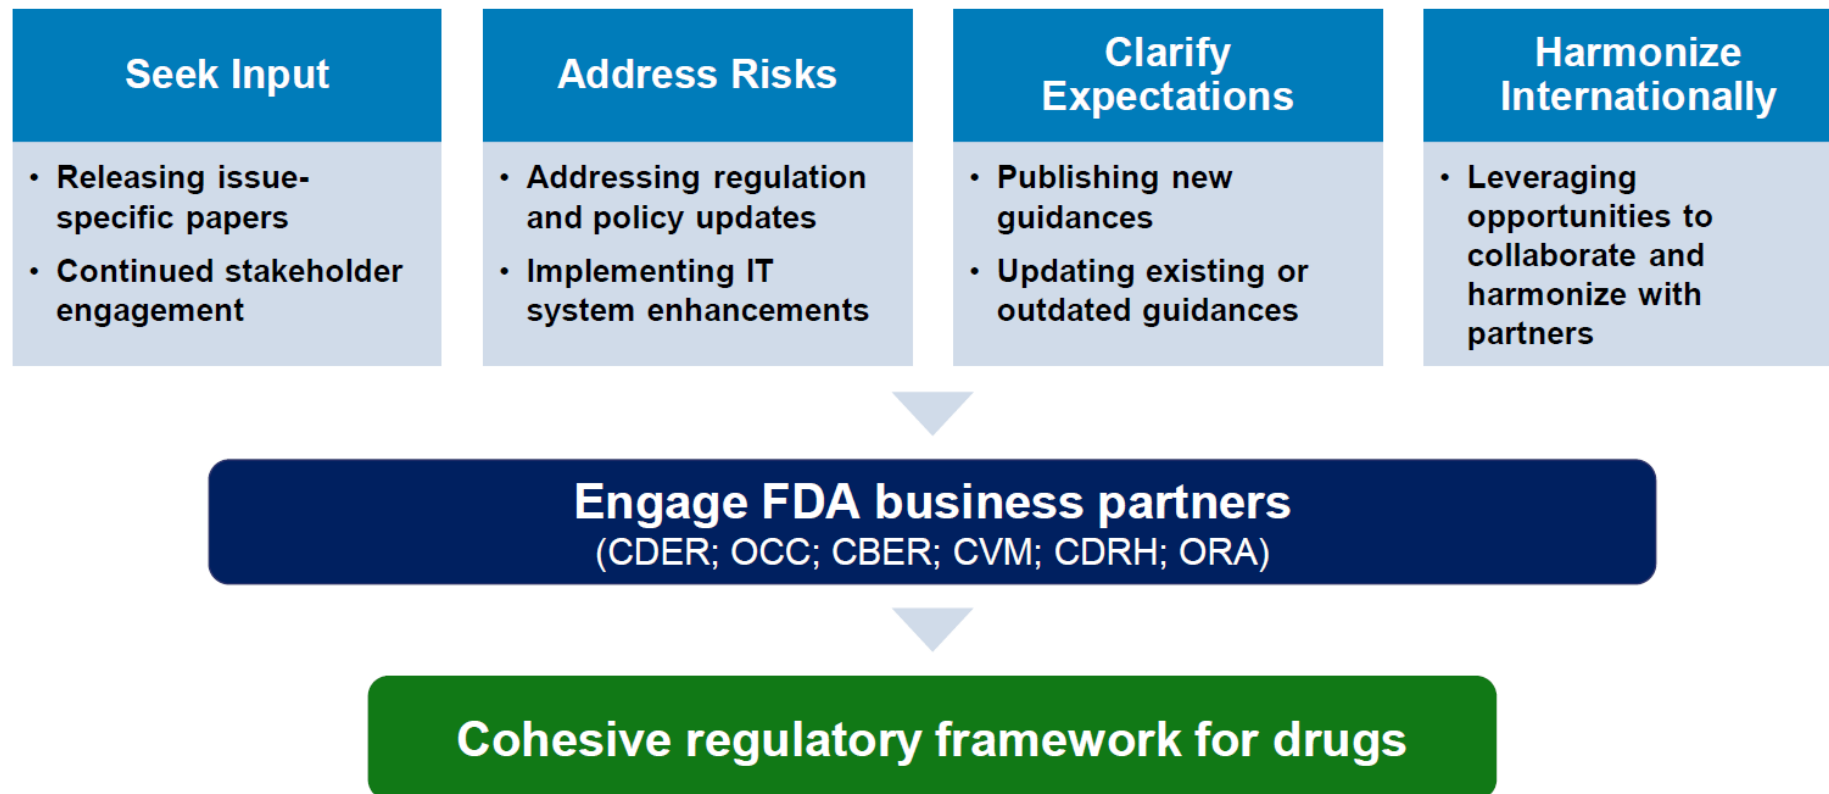 Seek Input
• Releasing issue-
specific papers
• Continued stakeholder
engagement
Address Risks
• Addressing regulation
and policy updates
• Implementing IT
system enhancements
Clarify
Expectations
• Publishing new
guidances
• Updating existing or
outdated guidances
Harmonize
Internationally
• Leveraging
opportunities to
collaborate and
harmonize with
partners
Engage FDA business partners
(CDER; OCC; CBER; CVM; CDRH; ORA)
Cohesive regulatory framework for drugs